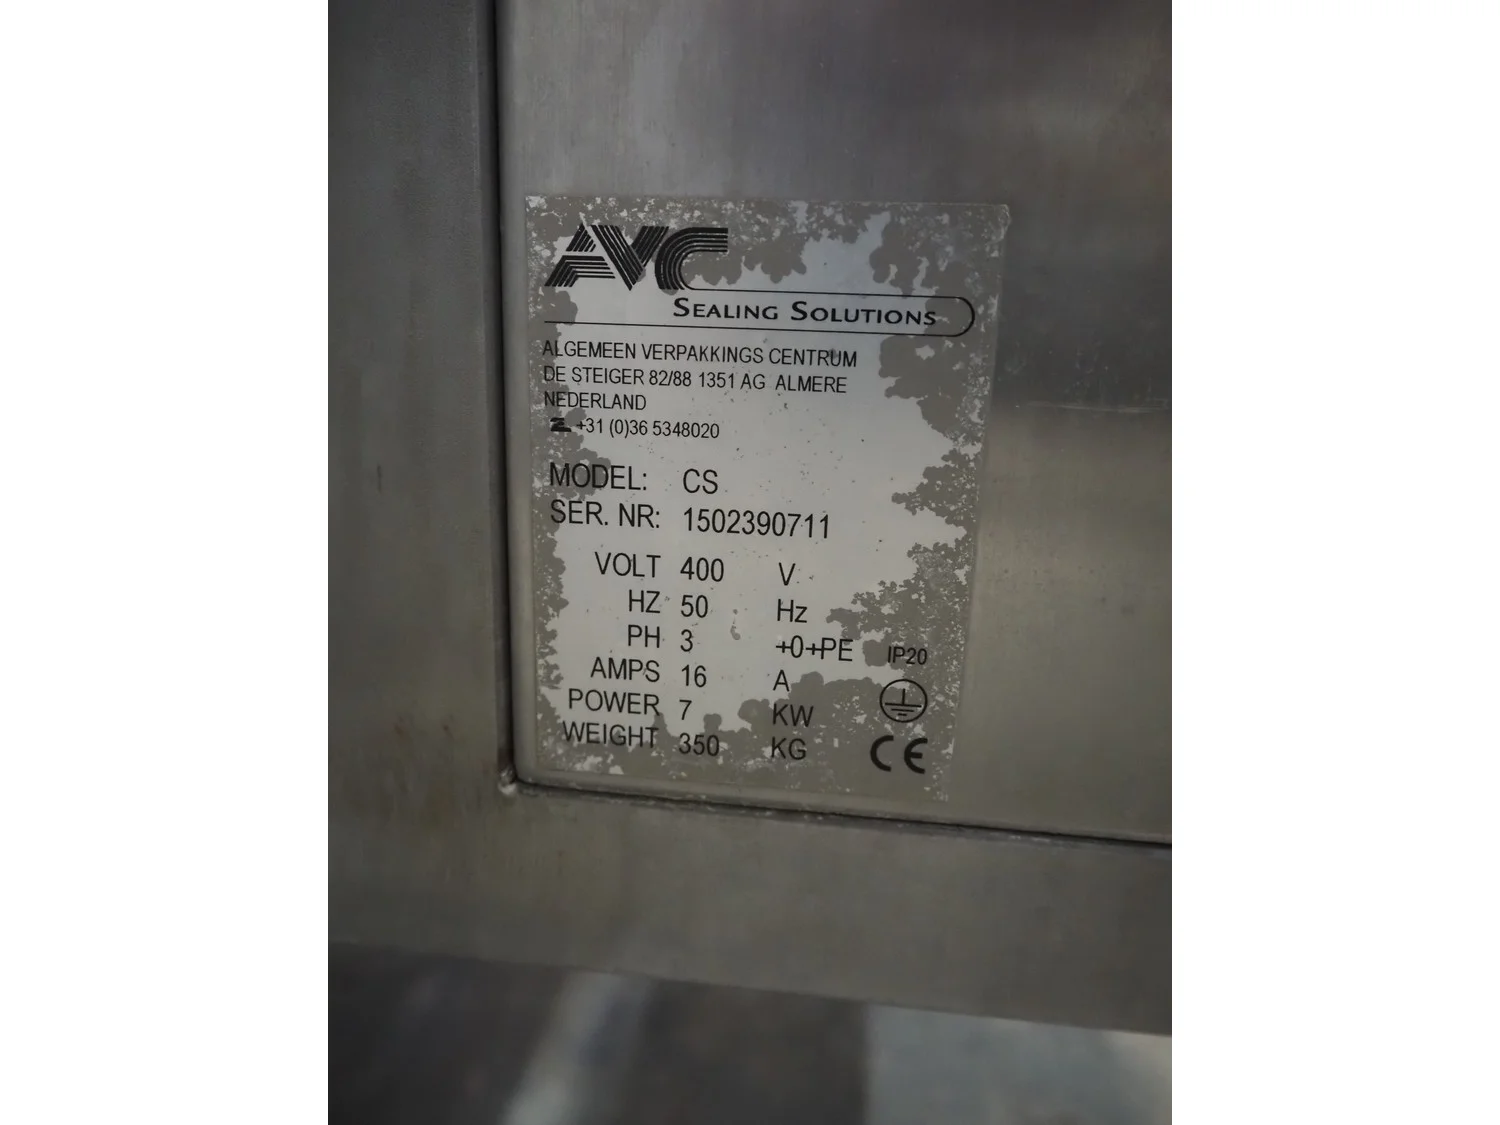 AVC
SEALING SOLUTIONS
ALGEMEEN VERPAKKINGS CENTRUM
DE STEIGER 82/88 1351 AG ALMERE
NEDERLAND
+31 (0)36 5348020
MODEL: CS
SER. NR: 1502390711
VOLT 400 V
HZ 50 Hz
PH 3 +0+PE IP20
AMPS 16 A
POWER 7 KW
WEIGHT 350 KG CE